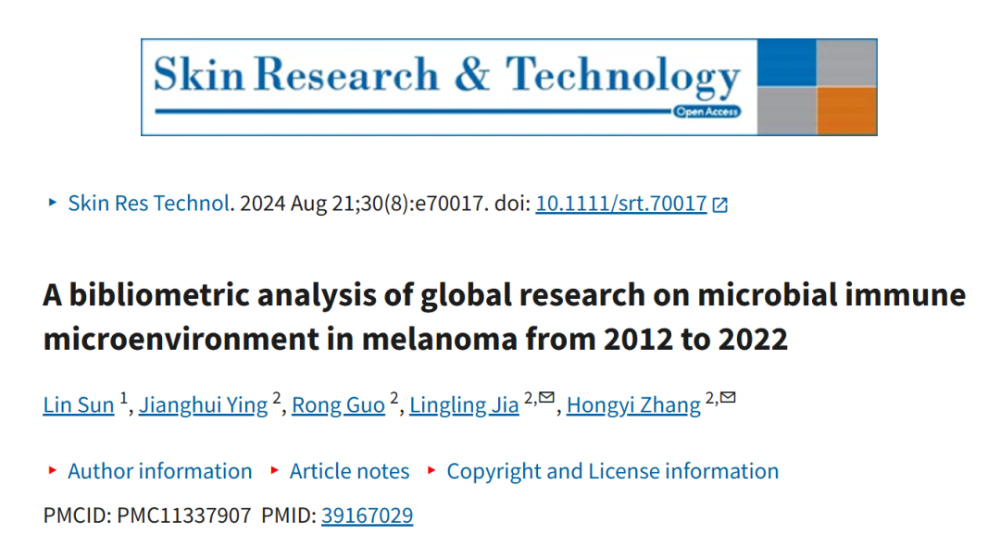 Skin Research & Technology
Open Access
Skin Res Technol. 2024 Aug 21;30(8):e70017. doi: 10.1111/srt.70017
A bibliometric analysis of global research on microbial immune
microenvironment in melanoma from 2012 to 2022
Lin Sun 1, Jianghui Ying 2, Rong Guo 2, Lingling Jia 2,✉, Hongyi Zhang 2,✉
Author information Article notes Copyright and License information
PMCID: PMC11337907 PMID: 39167029